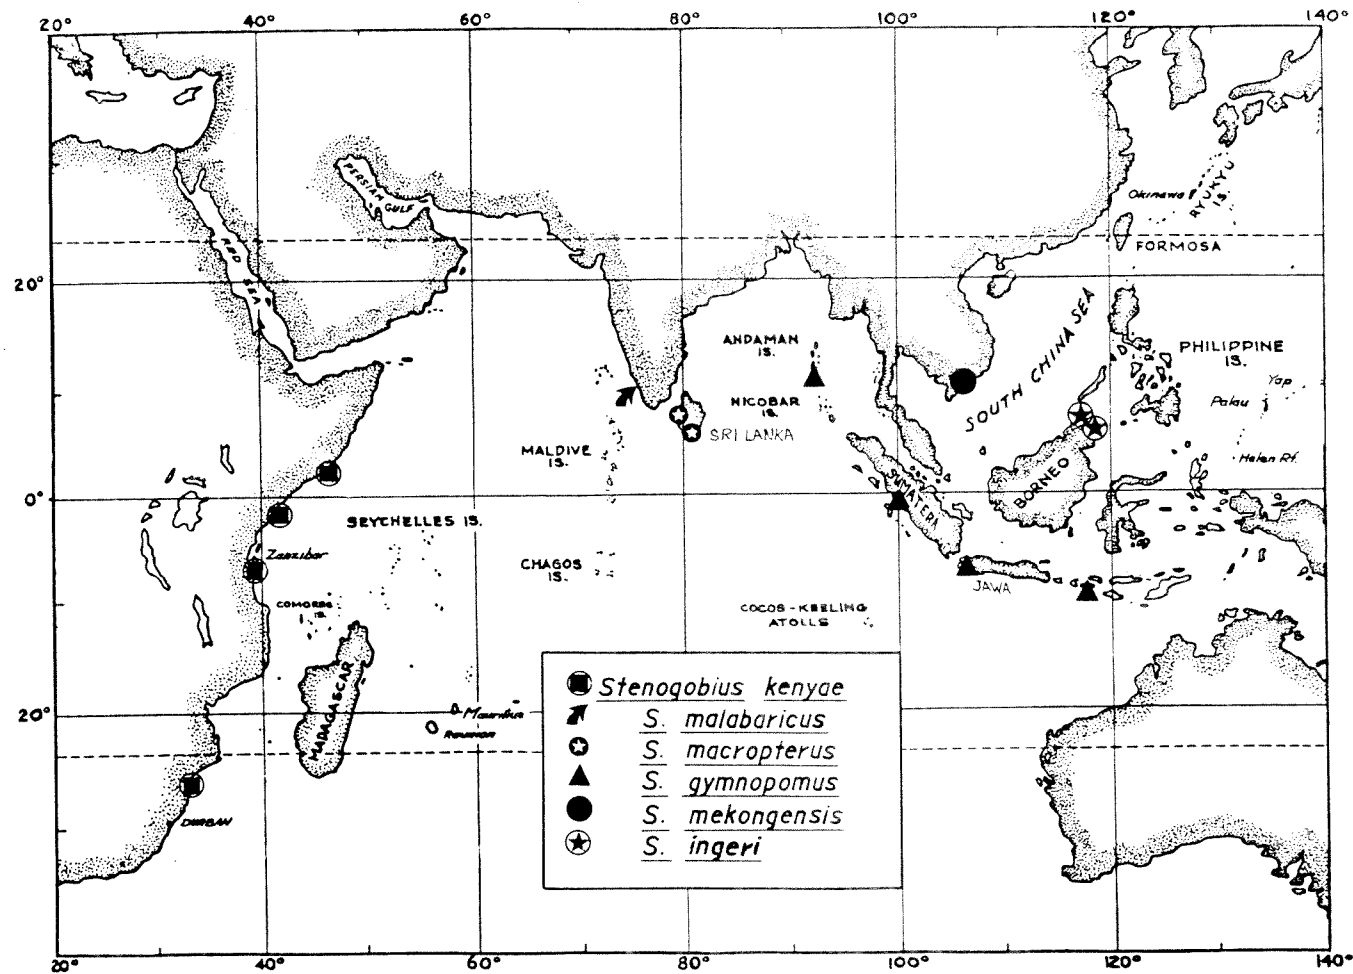 20° 40° 60° 80° 100° 120° 140°
PERSIAN GULF
RED SEA
Okinawa
RYUKYU IS.
FORMOSA
20°
SOUTH CHINA SEA
ANDAMAN IS.
PHILIPPINE IS.
Yap
Palau
NICOBAR IS.
SRI LANKA
MALDIVE IS.
Helen Rf.
BORNEO
SUMATERA
0°
SEYCHELLES IS.
Zanzibar
CHAGOS IS.
JAWA
COMORES IS.
COCOS-KEELING ATOLLS
MADAGASCAR
20°
Mauritius
Reunion
DURBAN
Stenogobius kenyae
S. malabaricus
S. macropterus
S. gymnopomus
S. mekongensis
S. ingeri
20° 40° 60° 80° 100° 120° 140°